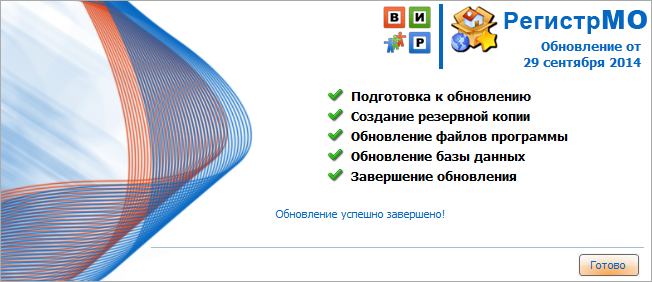 В И
Р
РегистрМО
Обновление от
29 сентября 2014
Подготовка к обновлению
Создание резервной копии
Обновление файлов программы
Обновление базы данных
Завершение обновления
Обновление успешно завершено!
Готово